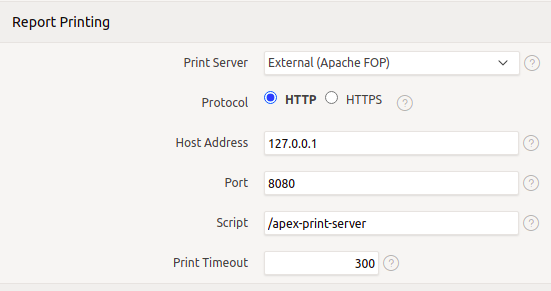 Report Printing
Print Server External (Apache FOP) ?
Protocol HTTP HTTPS ?
Host Address 127.0.0.1 ?
Port 8080 ?
Script /apex-print-server ?
Print Timeout 300 ?